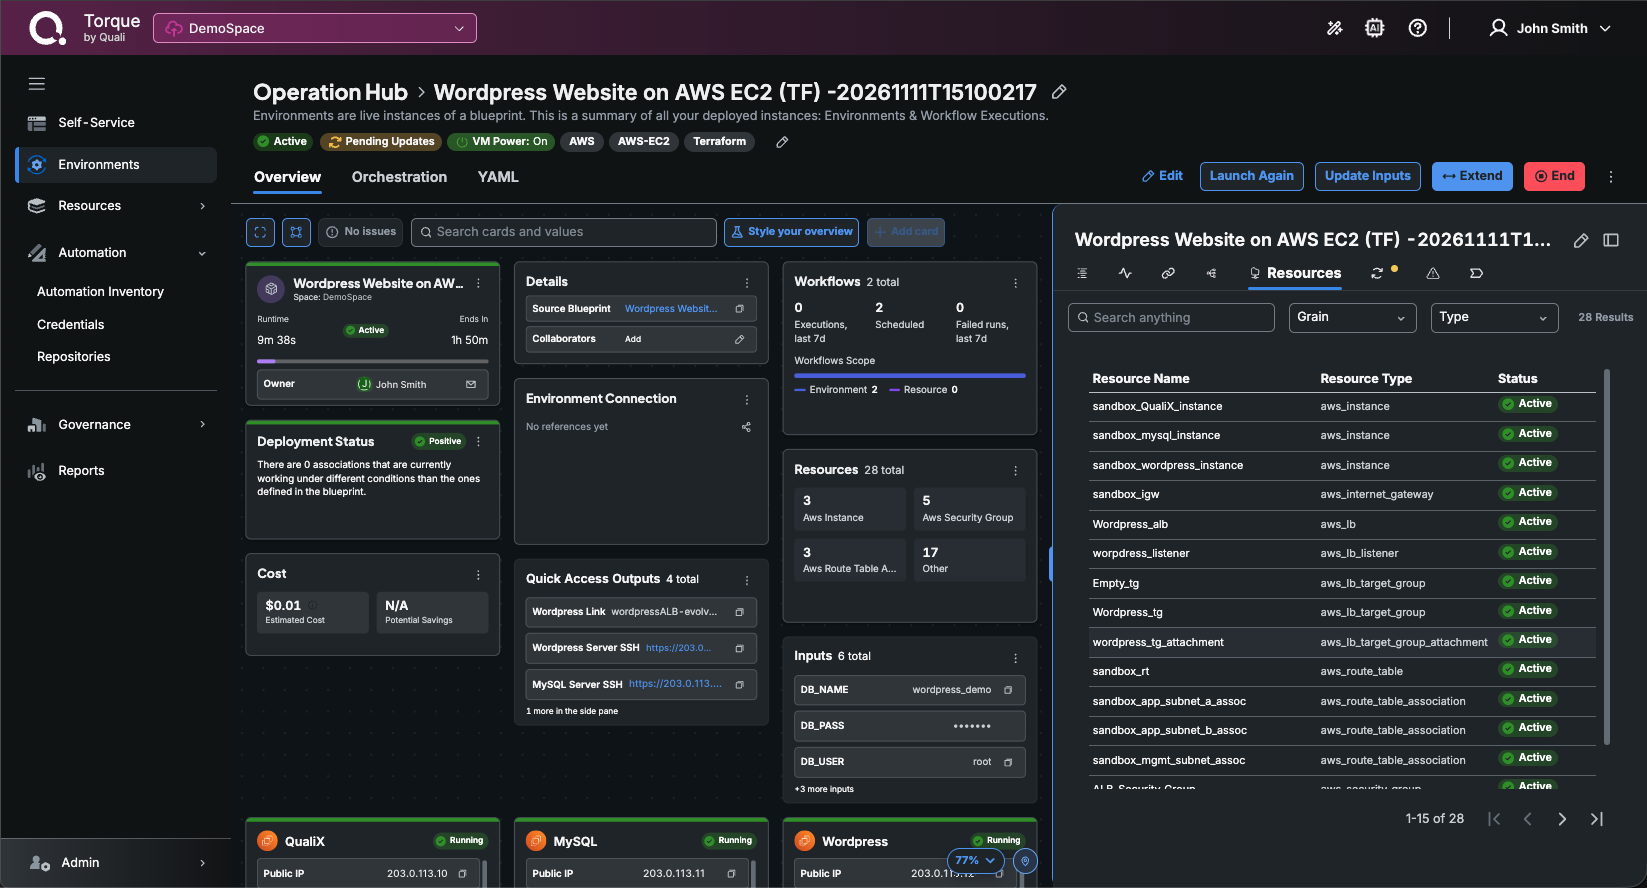 Torque
by Quali
DemoSpace
AI
John Smith
Self-Service
Environments
Resources
Automation
Automation Inventory
Credentials
Repositories
Governance
Reports
Admin
Operation Hub > Wordpress Website on AWS EC2 (TF) -20261111T15100217
Environments are live instances of a blueprint. This is a summary of all your deployed instances: Environments & Workflow Executions.
Active
Pending Updates
VM Power: On
AWS
AWS-EC2
Terraform
Overview
Orchestration
YAML
Edit
Launch Again
Update Inputs
Extend
End
No issues
Search cards and values
Style your overview
+ Add card
Wordpress Website on AW...
Space: DemoSpace
Runtime
Ends In
Active
9m 38s
1h 50m
Owner
(J) John Smith
Deployment Status
Positive
There are 0 associations that are currently
working under different conditions than the ones
defined in the blueprint.
Cost
$0.01
Estimated Cost
N/A
Potential Savings
Details
Source Blueprint
Wordpress Websit...
Collaborators
Add
Environment Connection
No references yet
Quick Access Outputs 4 total
Wordpress Link wordpressALB-evolv...
Wordpress Server SSH https://203.0...
MySQL Server SSH https://203.0.113....
1 more in the side pane
Workflows 2 total
0
Executions,
last 7d
2
Scheduled
0
Failed runs,
last 7d
Workflows Scope
Environment 2
Resource 0
Resources 28 total
3
Aws Instance
5
Aws Security Group
3
Aws Route Table A...
17
Other
Inputs 6 total
DB_NAME
wordpress_demo
DB_PASS
•••••••
DB_USER
root
+3 more inputs
QualiX
Running
Public IP
203.0.113.10
MySQL
Running
Public IP
203.0.113.11
Wordpress
Running
Public IP
77%
Wordpress Website on AWS EC2 (TF) -20261111T1...
Resources
Search anything
Grain
Type
28 Results
Resource Name
Resource Type
Status
sandbox_QualiX_instance aws_instance Active
sandbox_mysql_instance aws_instance Active
sandbox_wordpress_instance aws_instance Active
sandbox_igw aws_internet_gateway Active
Wordpress_alb aws_lb Active
worpdress_listener aws_lb_listener Active
Empty_tg aws_lb_target_group Active
Wordpress_tg aws_lb_target_group Active
wordpress_tg_attachment aws_lb_target_group_attachment Active
sandbox_rt aws_route_table Active
sandbox_app_subnet_a_assoc aws_route_table_association Active
sandbox_app_subnet_b_assoc aws_route_table_association Active
sandbox_mgmt_subnet_assoc aws_route_table_association Active
ALB_Security_Group aws_security_group Active
1-15 of 28